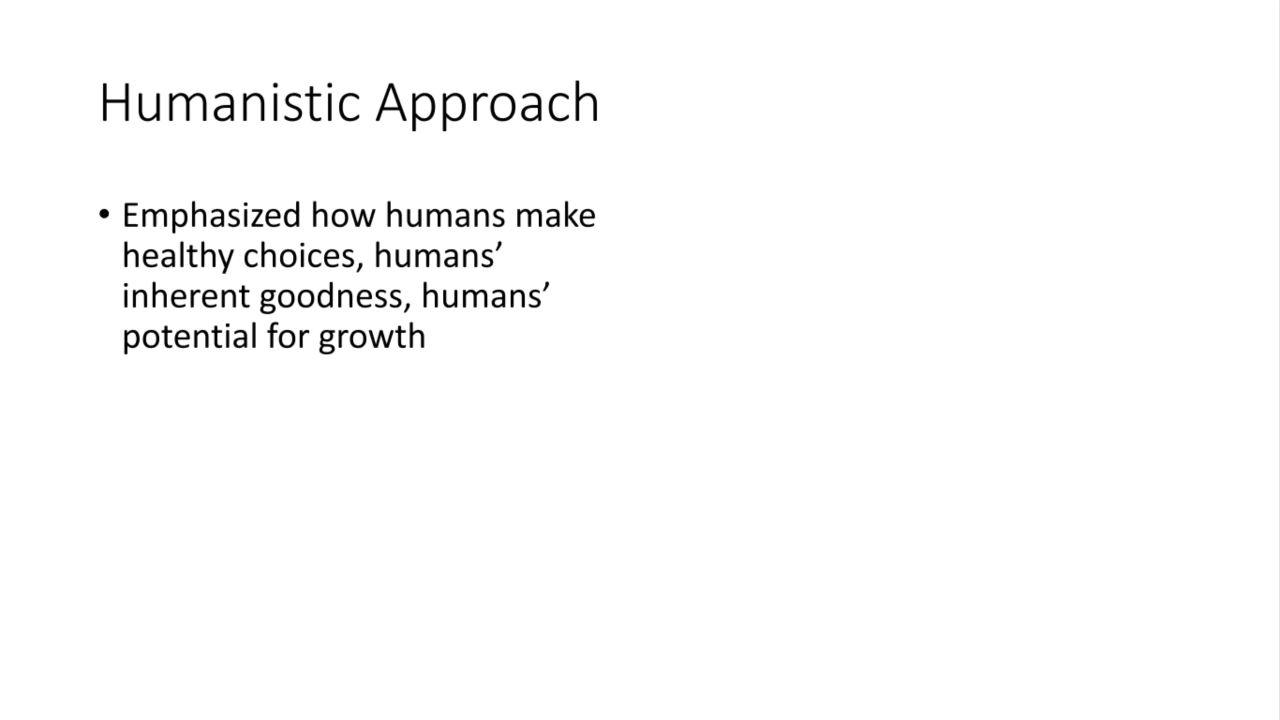 Humanistic Approach
• Emphasized how humans make
healthy choices, humans’
inherent goodness, humans’
potential for growth